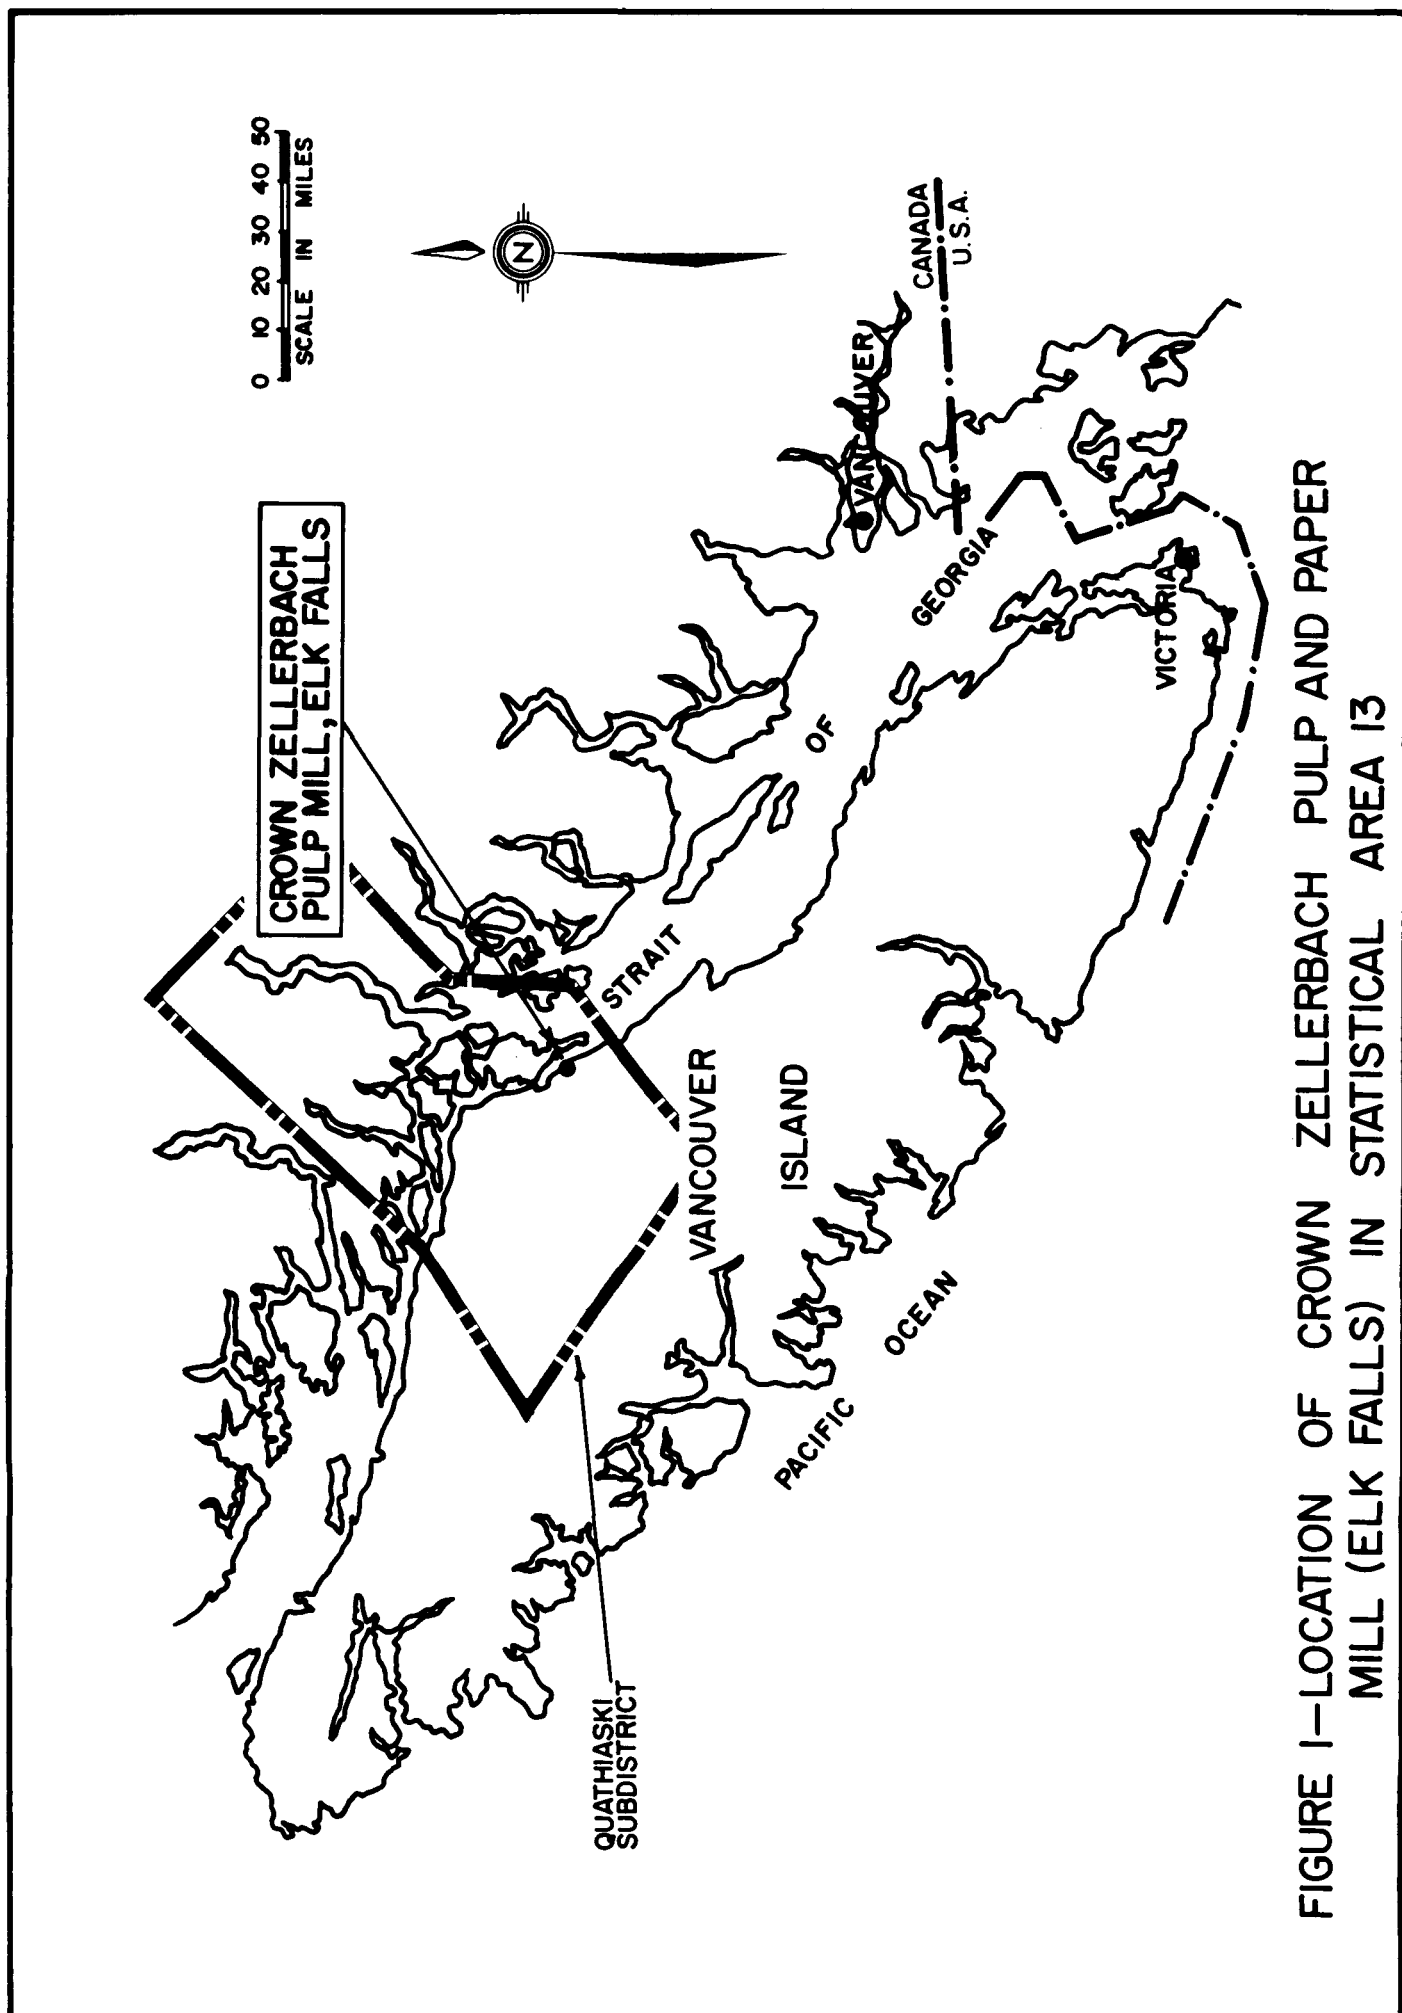 0 10 20 30 40 50
SCALE IN MILES
N
CROWN ZELLERBACH
PULP MILL, ELK FALLS
CANADA
U.S.A.
VANCOUVER
STRAIT
OF
GEORGIA
VICTORIA
VANCOUVER
ISLAND
PACIFIC
OCEAN
QUATHIASKI
SUBDISTRICT
FIGURE 1-LOCATION OF CROWN ZELLERBACH PULP AND PAPER
MILL (ELK FALLS) IN STATISTICAL AREA 13